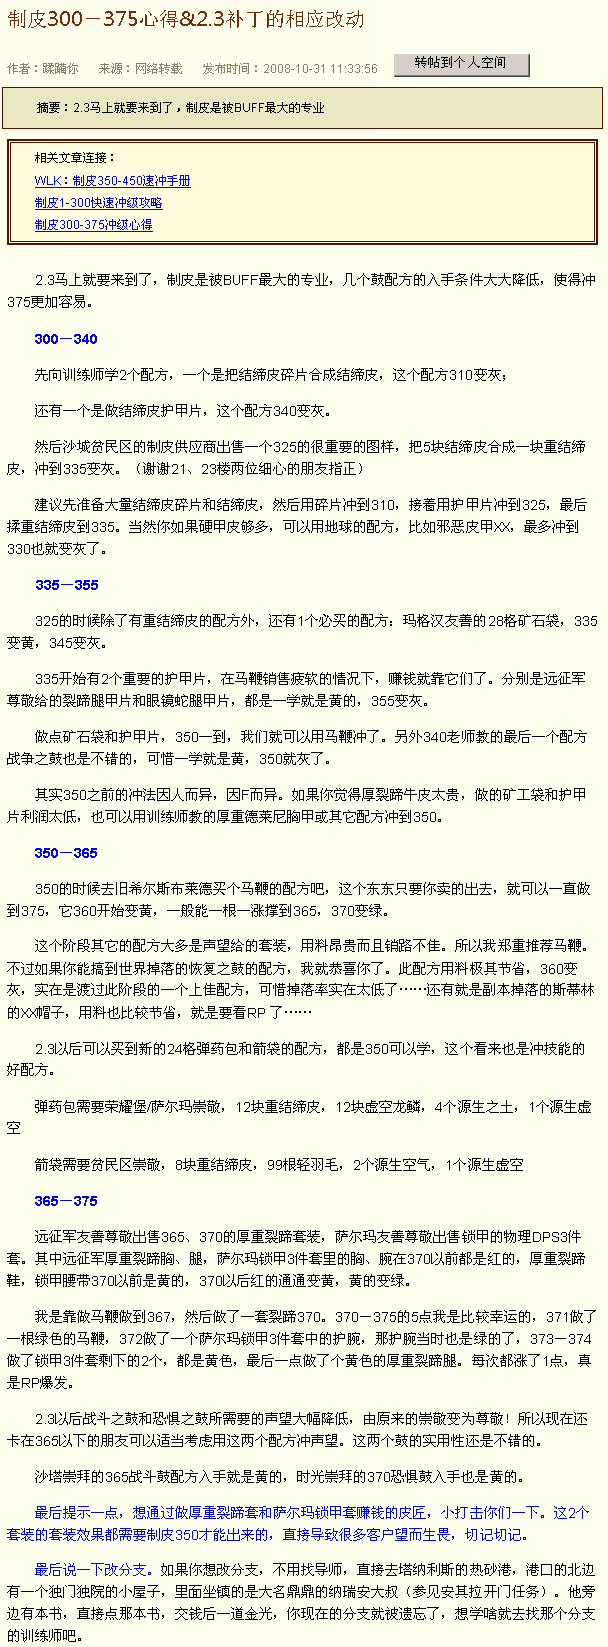 制皮300－375心得&2.3补丁的相应改动
作者：蹂躏你 来源：网络转载 发布时间：2008-10-31 11:33:56 转帖到个人空间
摘要：2.3马上就要来到了，制皮是被BUFF最大的专业
相关文章连接：
WLK：制皮350-450速冲手册
制皮1-300快速冲级攻略
制皮300-375冲级心得
2.3马上就要来到了，制皮是被BUFF最大的专业，几个鼓配方的入手条件大大降低，使得冲
375更加容易。
300－340
先向训练师学2个配方，一个是把结缔皮碎片合成结缔皮，这个配方310变灰；
还有一个是做结缔皮护甲片，这个配方340变灰。
然后沙城贫民区的制皮供应商出售一个325的很重要的图样，把5块结缔皮合成一块重结缔
皮，冲到335变灰。（谢谢21、23楼两位细心的朋友指正）
建议先准备大量结缔皮碎片和结缔皮，然后用碎片冲到310，接着用护甲片冲到325，最后
揉重结缔皮到335。当然你如果硬甲皮够多，可以用地球的配方，比如邪恶皮甲XX，最多冲到
330也就变灰了。
335－355
325的时候除了有重结缔皮的配方外，还有1个必买的配方：玛格汉友善的28格矿石袋，335
变黄，345变灰。
335开始有2个重要的护甲片，在马鞭销售疲软的情况下，赚钱就靠它们了。分别是远征军
尊敬给的裂蹄腿甲片和眼镜蛇腿甲片，都是一学就是黄的，355变灰。
做点矿石袋和护甲片，350一到，我们就可以用马鞭冲了。另外340老师教的最后一个配方
战争之鼓也是不错的，可惜一学就是黄，350就灰了。
其实350之前的冲法因人而异，因F而异。如果你觉得厚裂蹄牛皮太贵，做的矿工袋和护甲
片利润太低，也可以用训练师教的厚重德莱尼胸甲或其它配方冲到350。
350－365
350的时候去旧希尔斯布莱德买个马鞭的配方吧，这个东东只要你卖的出去，就可以一直做
到375，它360开始变黄，一般能一根一涨撑到365，370变绿。
这个阶段其它的配方大多是声望给的套装，用料昂贵而且销路不佳。所以我郑重推荐马鞭。
不过如果你能搞到世界掉落的恢复之鼓的配方，我就恭喜你了。此配方用料极其节省，360变
灰，实在是渡过此阶段的一个上佳配方，可惜掉落率实在太低了……还有就是副本掉落的斯蒂林
的XX帽子，用料也比较节省，就是要看RP 了……
2.3以后可以买到新的24格弹药包和箭袋的配方，都是350可以学，这个看来也是冲技能的
好配方。
弹药包需要荣耀堡/萨尔玛崇敬，12块重结缔皮，12块虚空龙鳞，4个源生之土，1个源生虚
空
箭袋需要贫民区崇敬，8块重结缔皮，99根轻羽毛，2个源生空气，1个源生虚空
365－375
远征军友善尊敬出售365、370的厚重裂蹄套装，萨尔玛友善尊敬出售锁甲的物理DPS3件
套。其中远征军厚重裂蹄胸、腿，萨尔玛锁甲3件套里的胸、腕在370以前都是红的，厚重裂蹄
鞋，锁甲腰带370以前是黄的，370以后红的通通变黄，黄的变绿。
我是靠做马鞭做到367，然后做了一套裂蹄370。370－375的5点我是比较幸运的，371做了
一根绿色的马鞭，372做了一个萨尔玛锁甲3件套中的护腕，那护腕当时也是绿的了，373－374
做了锁甲3件套剩下的2个，都是黄色，最后一点做了个黄色的厚重裂蹄腿。每次都涨了1点，真
是RP爆发。
2.3以后战斗之鼓和恐惧之鼓所需要的声望大幅降低，由原来的崇敬变为尊敬！所以现在还
卡在365以下的朋友可以适当考虑用这两个配方冲声望。这两个鼓的实用性还是不错的。
沙塔崇拜的365战斗鼓配方入手就是黄的，时光崇拜的370恐惧鼓入手也是黄的。
最后提示一点，想通过做厚重裂蹄套和萨尔玛锁甲套赚钱的皮匠，小打击你们一下。这2个
套装的套装效果都需要制皮350才能出来的，直接导致很多客户望而生畏，切记切记。
最后说一下改分支。如果你想改分支，不用找导师，直接去塔纳利斯的热砂港，港口的北边
有一个独门独院的小屋子，里面坐镇的是大名鼎鼎的纳瑞安大叔（参见安其拉开门任务）。他旁
边有本书，直接点那本书，交钱后一道金光，你现在的分支就被遗忘了，想学啥就去找那个分支
的训练师吧。